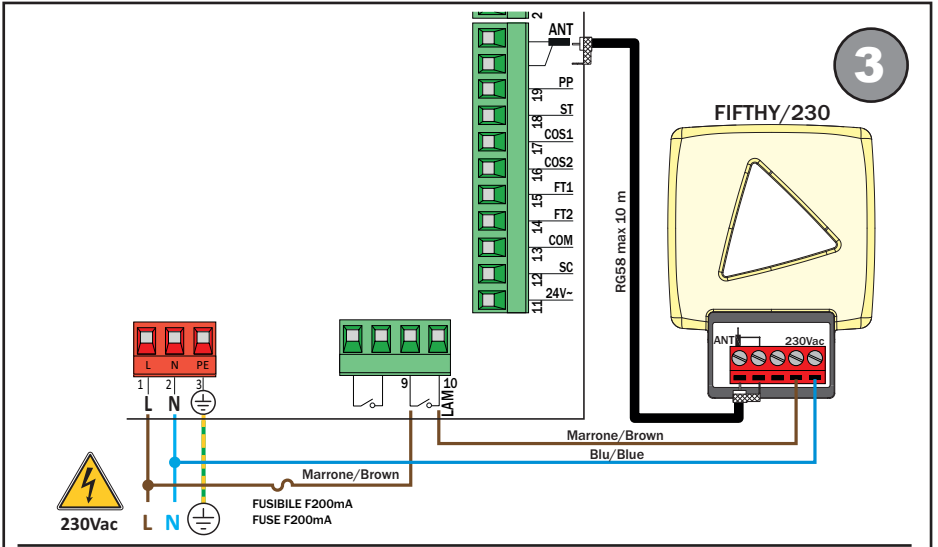 2
ANT
19 PP
18 ST
17 COS1
16 COS2
15 FT1
14 FT2
13 COM
12 SC
11 24V~
3
FIFTHY/230
RG58 max 10 m
ANT
230Vac
L N PE
1 2 3
L N
9 10
LAM
Marrone/Brown
Blu/Blue
Marrone/Brown
FUSIBILE F200mA
FUSE F200mA
230Vac L N